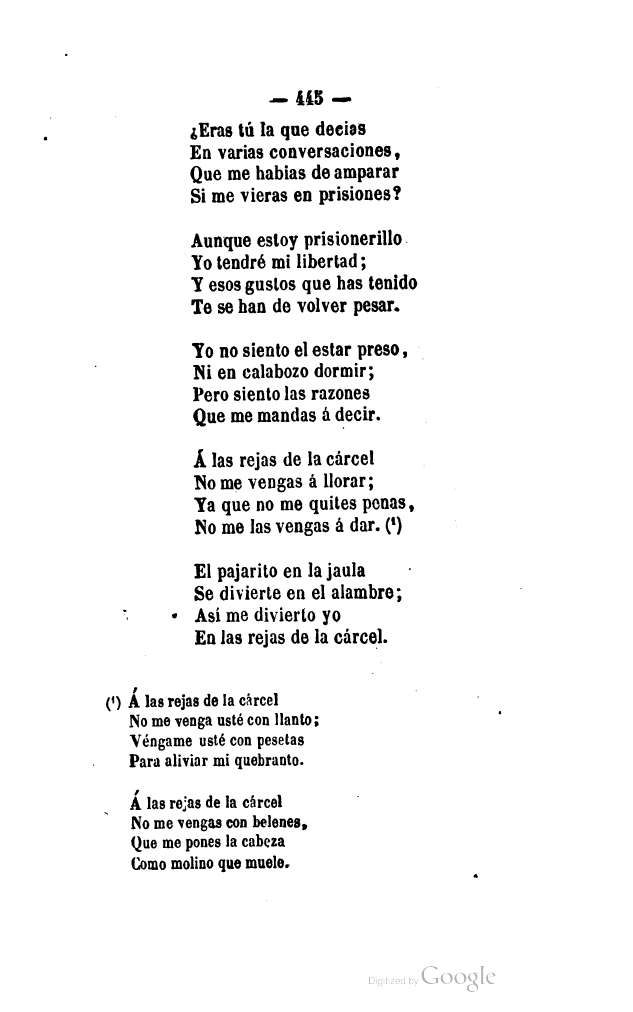 — 445 —
¿Eras tú la que decias
En varias conversaciones,
Que me habias de amparar
Si me vieras en prisiones?
Aunque estoy prisionerillo
Yo tendré mi libertad;
Y esos gustos que has tenido
Te se han de volver pesar.
Yo no siento el estar preso,
Ni en calabozo dormir;
Pero siento las razones
Que me mandas á decir.
Á las rejas de la cárcel
No me vengas á llorar;
Ya que no me quites penas,
No me las vengas á dar. (¹)
El pajarito en la jaula
Se divierte en el alambre;
Así me divierto yo
En las rejas de la cárcel.
(¹) Á las rejas de la cárcel
No me venga usté con llanto;
Véngame usté con pesetas
Para aliviar mi quebranto.
Á las rejas de la cárcel
No me vengas con belenes,
Que me pones la cabeza
Como molino que muele.
Digitized by Google